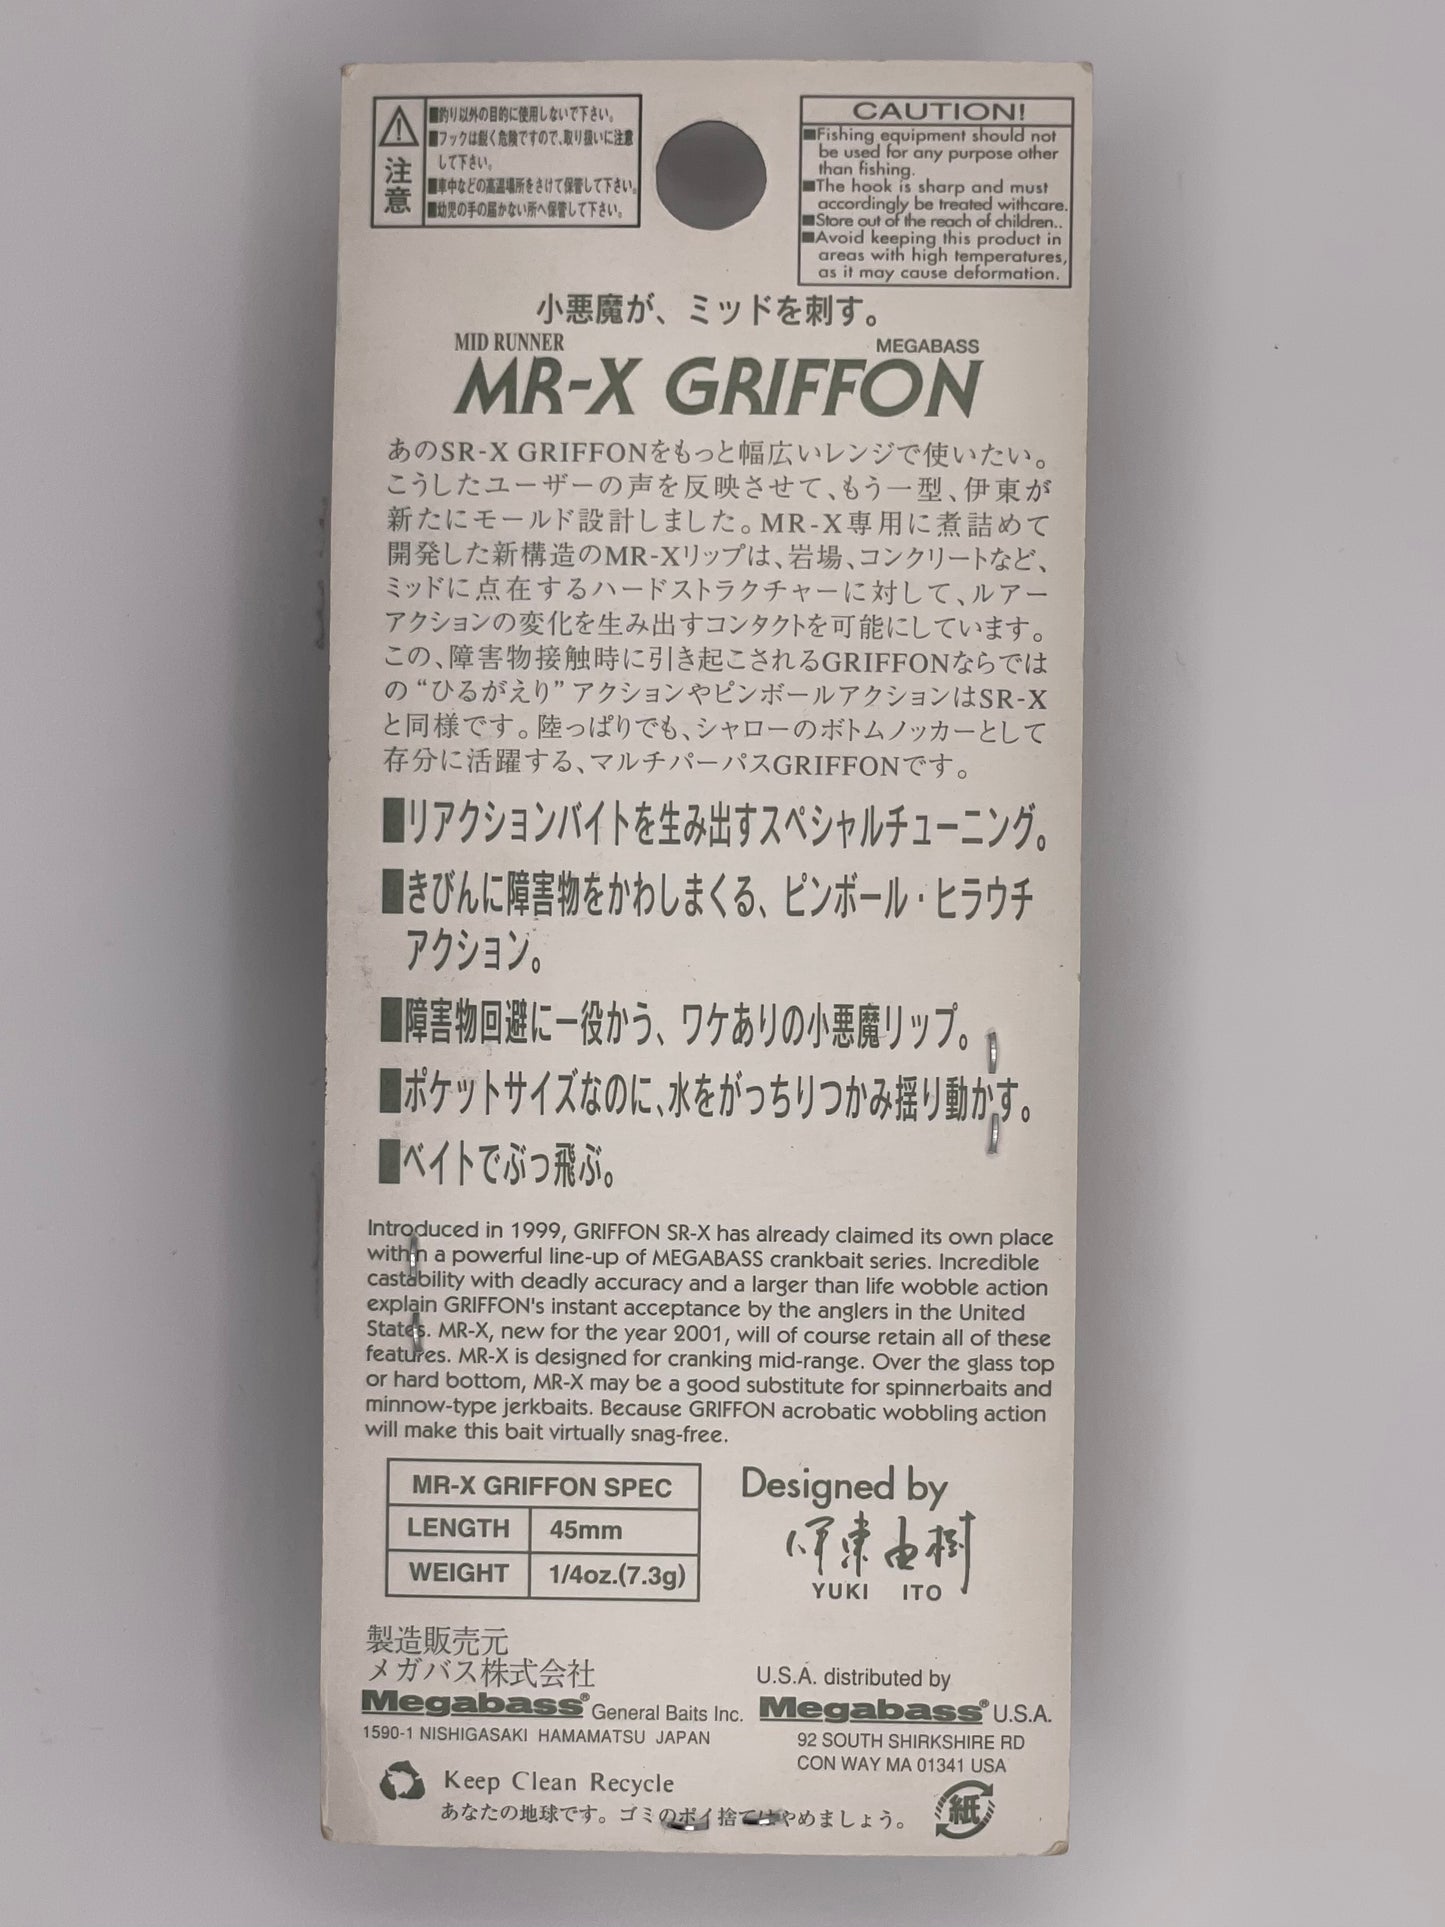 注意
■釣り以外の目的に使用しないで下さい。
■フックは鋭く危険ですので、取り扱いに注意
して下さい。
■車中などの高温場所をさけて保管して下さい。
■幼児の手の届かない所へ保管して下さい。
CAUTION!
■Fishing equipment should not
be used for any purpose other
than fishing.
■The hook is sharp and must
accordingly be treated withcare.
■Store out of the reach of children..
■Avoid keeping this product in
areas with high temperatures,
as it may cause deformation.
小悪魔が、ミッドを刺す。
MID RUNNER
MEGABASS
MR-X GRIFFON
あのSR-X GRIFFONをもっと幅広いレンジで使いたい。
こうしたユーザーの声を反映させて、もう一型、伊東が
新たにモールド設計しました。MR-X専用に煮詰めて
開発した新構造のMR-Xリップは、岩場、コンクリートなど、
ミッドに点在するハードストラクチャーに対して、ルアー
アクションの変化を生み出すコンタクトを可能にしています。
この、障害物接触時に引き起こされるGRIFFONならでは
の“ひるがえり”アクションやピンボールアクションはSR-X
と同様です。陸っぱりでも、シャローのボトムノッカーとして
存分に活躍する、マルチパーパスGRIFFONです。
■リアクションバイトを生み出すスペシャルチューニング。
■きびんに障害物をかわしまくる、ピンボール・ヒラウチ
アクション。
■障害物回避に一役かう、ワケありの小悪魔リップ。
■ポケットサイズなのに、水をがっちりつかみ揺り動かす。
■ベイトでぶっ飛ぶ。
Introduced in 1999, GRIFFON SR-X has already claimed its own place
within a powerful line-up of MEGABASS crankbait series. Incredible
castability with deadly accuracy and a larger than life wobble action
explain GRIFFON's instant acceptance by the anglers in the United
States. MR-X, new for the year 2001, will of course retain all of these
features. MR-X is designed for cranking mid-range. Over the glass top
or hard bottom, MR-X may be a good substitute for spinnerbaits and
minnow-type jerkbaits. Because GRIFFON acrobatic wobbling action
will make this bait virtually snag-free.
MR-X GRIFFON SPEC
LENGTH 45mm
WEIGHT 1/4oz.(7.3g)
Designed by
伊東由樹
YUKI ITO
製造販売元
メガバス株式会社
Megabass® General Baits Inc.
1590-1 NISHIGASAKI HAMAMATSU JAPAN
U.S.A. distributed by
Megabass® U.S.A.
92 SOUTH SHIRKSHIRE RD
CON WAY MA 01341 USA
Keep Clean Recycle
あなたの地球です。ゴミのポイ捨てはやめましょう。
紙